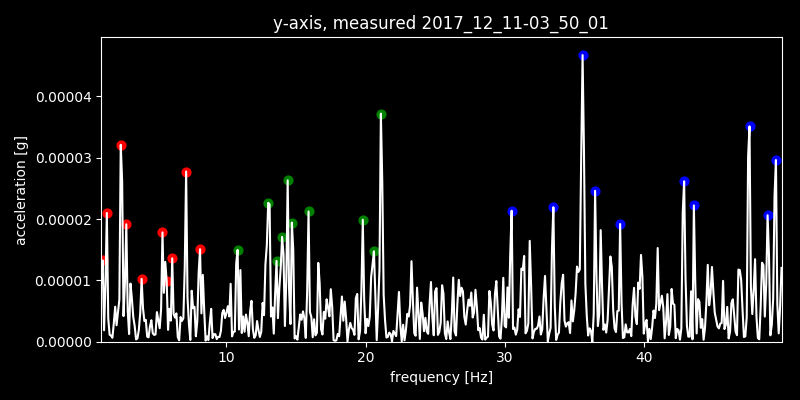 y-axis, measured 2017_12_11-03_50_01
acceleration [g]
0.00004
0.00003
0.00002
0.00001
0.00000
10 20 30 40
frequency [Hz]